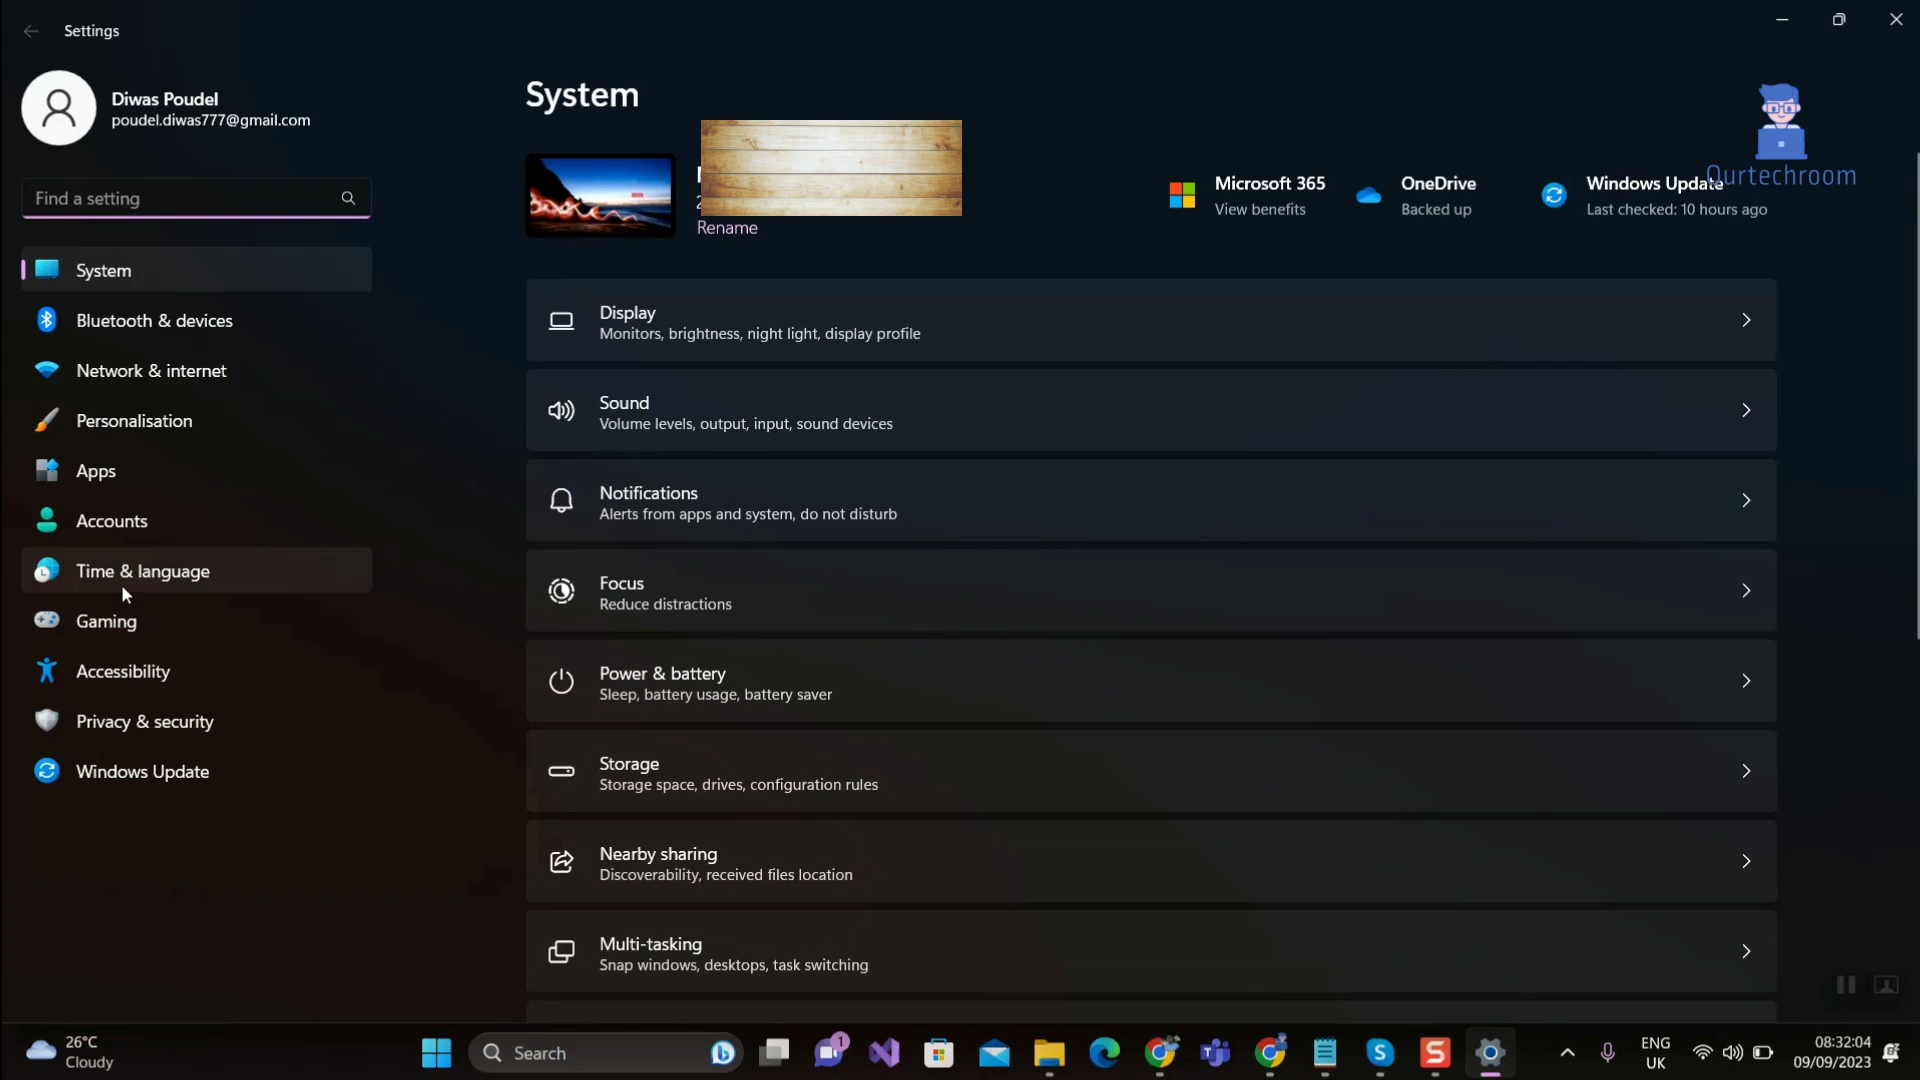 Settings
Diwas Poudel
poudel.diwas777@gmail.com
Find a setting
System
Bluetooth & devices
Network & internet
Personalisation
Apps
Accounts
Time & language
Gaming
Accessibility
Privacy & security
Windows Update
System
Rename
Microsoft 365
View benefits
OneDrive
Backed up
Windows Update
Last checked: 10 hours ago
Ourtechroom
Display
Monitors, brightness, night light, display profile
Sound
Volume levels, output, input, sound devices
Notifications
Alerts from apps and system, do not disturb
Focus
Reduce distractions
Power & battery
Sleep, battery usage, battery saver
Storage
Storage space, drives, configuration rules
Nearby sharing
Discoverability, received files location
Multi-tasking
Snap windows, desktops, task switching
26°C
Cloudy
Search
1
ENG
UK
08:32:04
09/09/2023